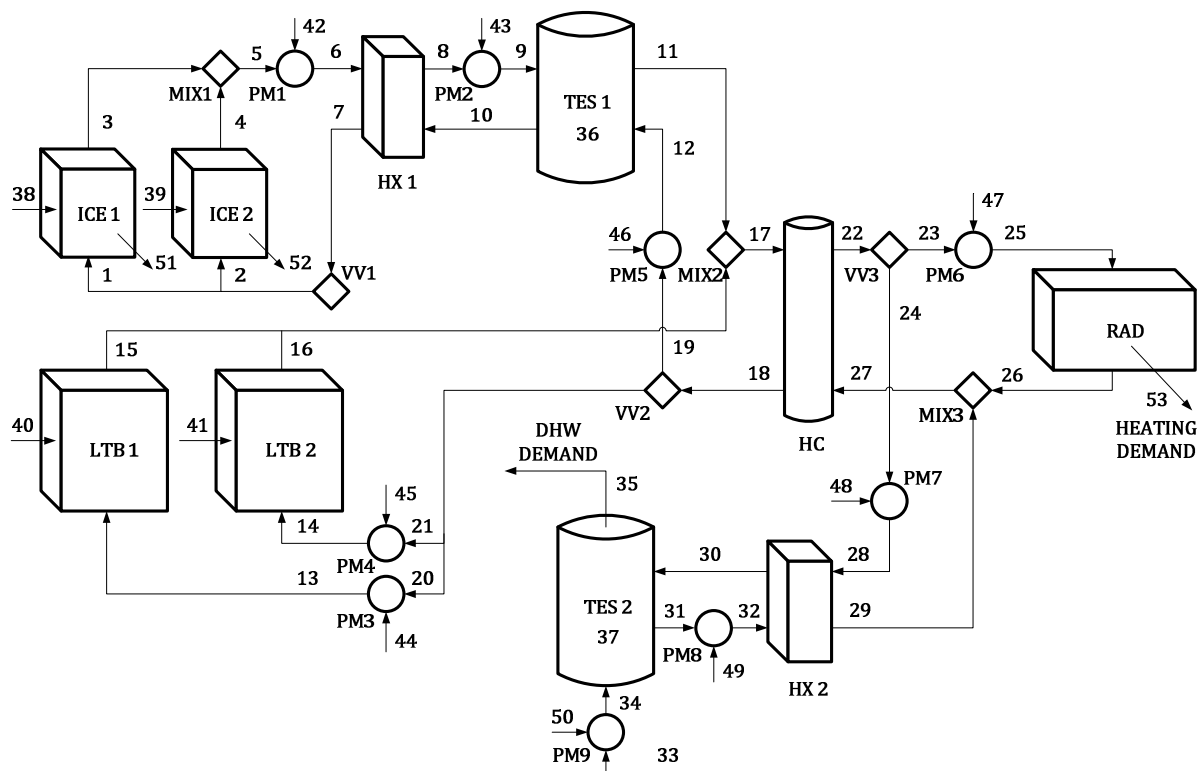 42
43
5
6
8
9
11
MIX1
PM1
PM2
TES 1
36
3
4
7
10
12
HX 1
38
39
ICE 1
ICE 2
47
46
17
22
23
25
51
52
VV1
PM5
MIX2
VV3
PM6
1
2
24
RAD
15
16
19
18
27
26
53
40
41
VV2
MIX3
HEATING
DEMAND
LTB 1
LTB 2
HC
DHW
DEMAND
PM7
45
35
48
14
21
PM4
30
28
13
20
TES 2
37
31
32
29
PM3
44
PM8
49
HX 2
34
50
PM9
33